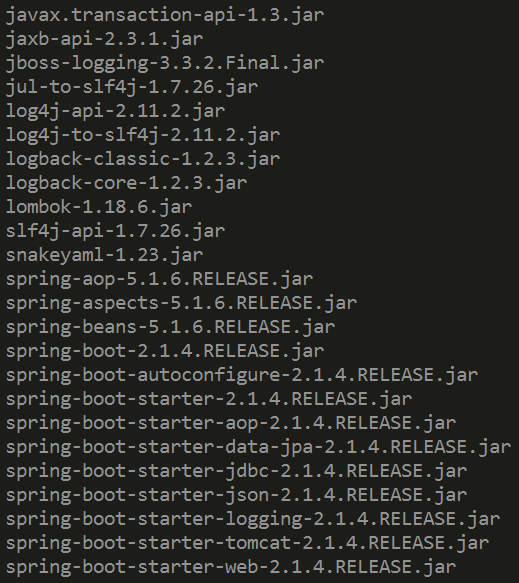 javax.transaction-api-1.3.jar
jaxb-api-2.3.1.jar
jboss-logging-3.3.2.Final.jar
jul-to-slf4j-1.7.26.jar
log4j-api-2.11.2.jar
log4j-to-slf4j-2.11.2.jar
logback-classic-1.2.3.jar
logback-core-1.2.3.jar
lombok-1.18.6.jar
slf4j-api-1.7.26.jar
snakeyaml-1.23.jar
spring-aop-5.1.6.RELEASE.jar
spring-aspects-5.1.6.RELEASE.jar
spring-beans-5.1.6.RELEASE.jar
spring-boot-2.1.4.RELEASE.jar
spring-boot-autoconfigure-2.1.4.RELEASE.jar
spring-boot-starter-2.1.4.RELEASE.jar
spring-boot-starter-aop-2.1.4.RELEASE.jar
spring-boot-starter-data-jpa-2.1.4.RELEASE.jar
spring-boot-starter-jdbc-2.1.4.RELEASE.jar
spring-boot-starter-json-2.1.4.RELEASE.jar
spring-boot-starter-logging-2.1.4.RELEASE.jar
spring-boot-starter-tomcat-2.1.4.RELEASE.jar
spring-boot-starter-web-2.1.4.RELEASE.jar